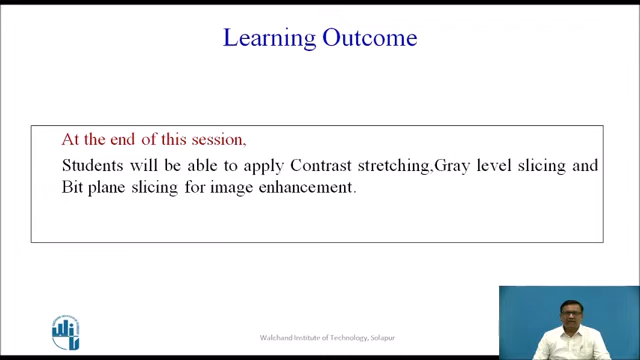 Learning Outcome
At the end of this session,
Students will be able to apply Contrast stretching,Gray level slicing and
Bit plane slicing for image enhancement.
Walchand Institute of Technology, Solapur